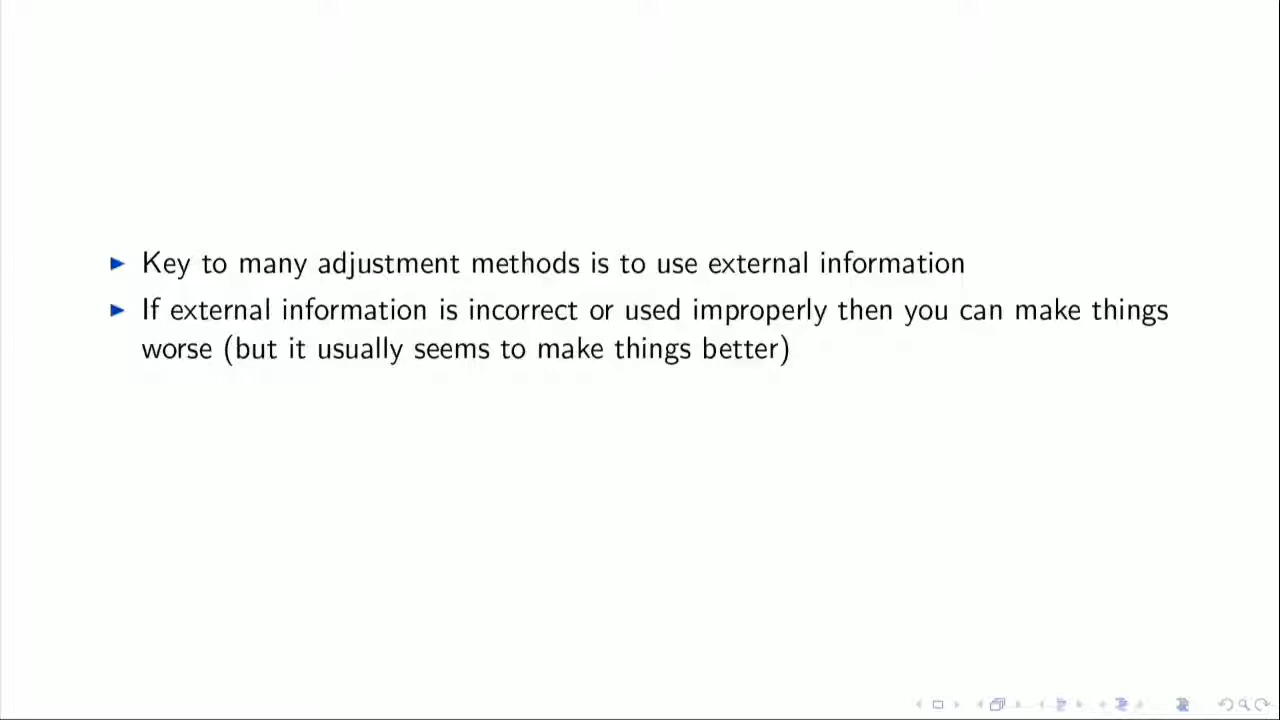 Key to many adjustment methods is to use external information
If external information is incorrect or used improperly then you can make things
worse (but it usually seems to make things better)